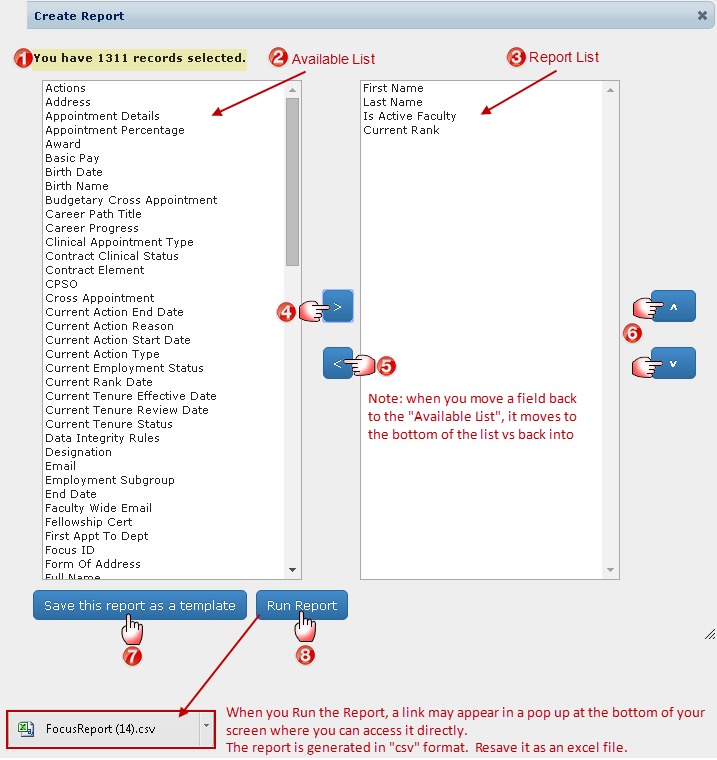 Create Report
1 You have 1311 records selected.
2 Available List
3 Report List
Actions
Address
Appointment Details
Appointment Percentage
Award
Basic Pay
Birth Date
Birth Name
Budgetary Cross Appointment
Career Path Title
Career Progress
Clinical Appointment Type
Contract Clinical Status
Contract Element
CPSO
Cross Appointment
Current Action End Date
Current Action Reason
Current Action Start Date
Current Action Type
Current Employment Status
Current Rank Date
Current Tenure Effective Date
Current Tenure Review Date
Current Tenure Status
Data Integrity Rules
Designation
Email
Employment Subgroup
End Date
Faculty Wide Email
Fellowship Cert
First Appt To Dept
Focus ID
Form Of Address
Full Name
4 >
< 5
First Name
Last Name
Is Active Faculty
Current Rank
Note: when you move a field back
to the "Available List", it moves to
the bottom of the list vs back into
^
6
v
Save this report as a template
Run Report
7
8
FocusReport (14).csv
When you Run the Report, a link may appear in a pop up at the bottom of your
screen where you can access it directly.
The report is generated in "csv" format. Resave it as an excel file.